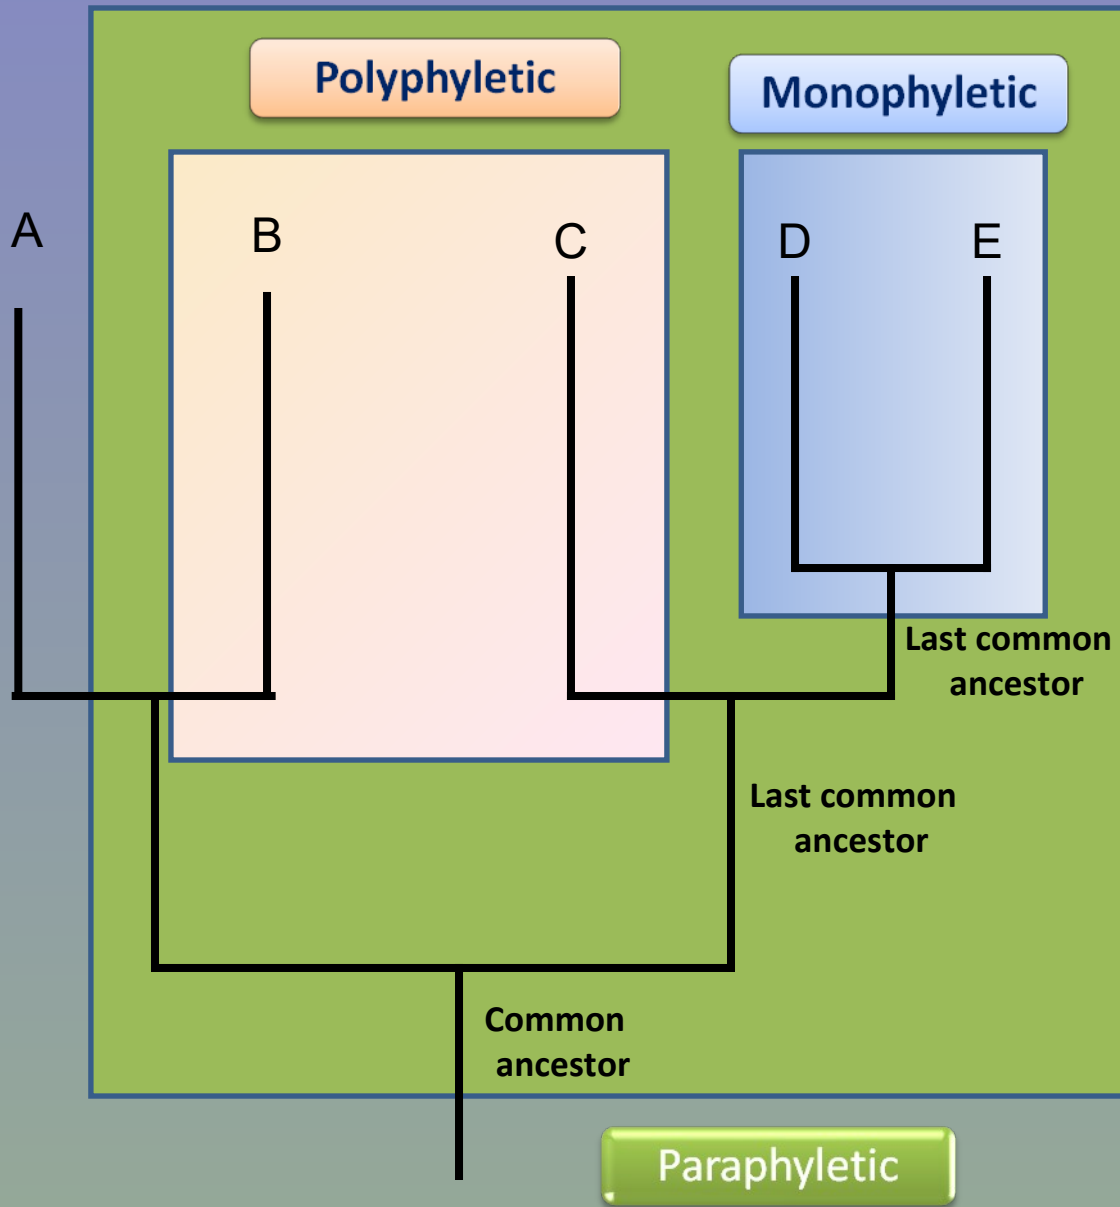 Polyphyletic
Monophyletic
A
B
C
D
E
Last common
ancestor
Last common
ancestor
Common
ancestor
Paraphyletic